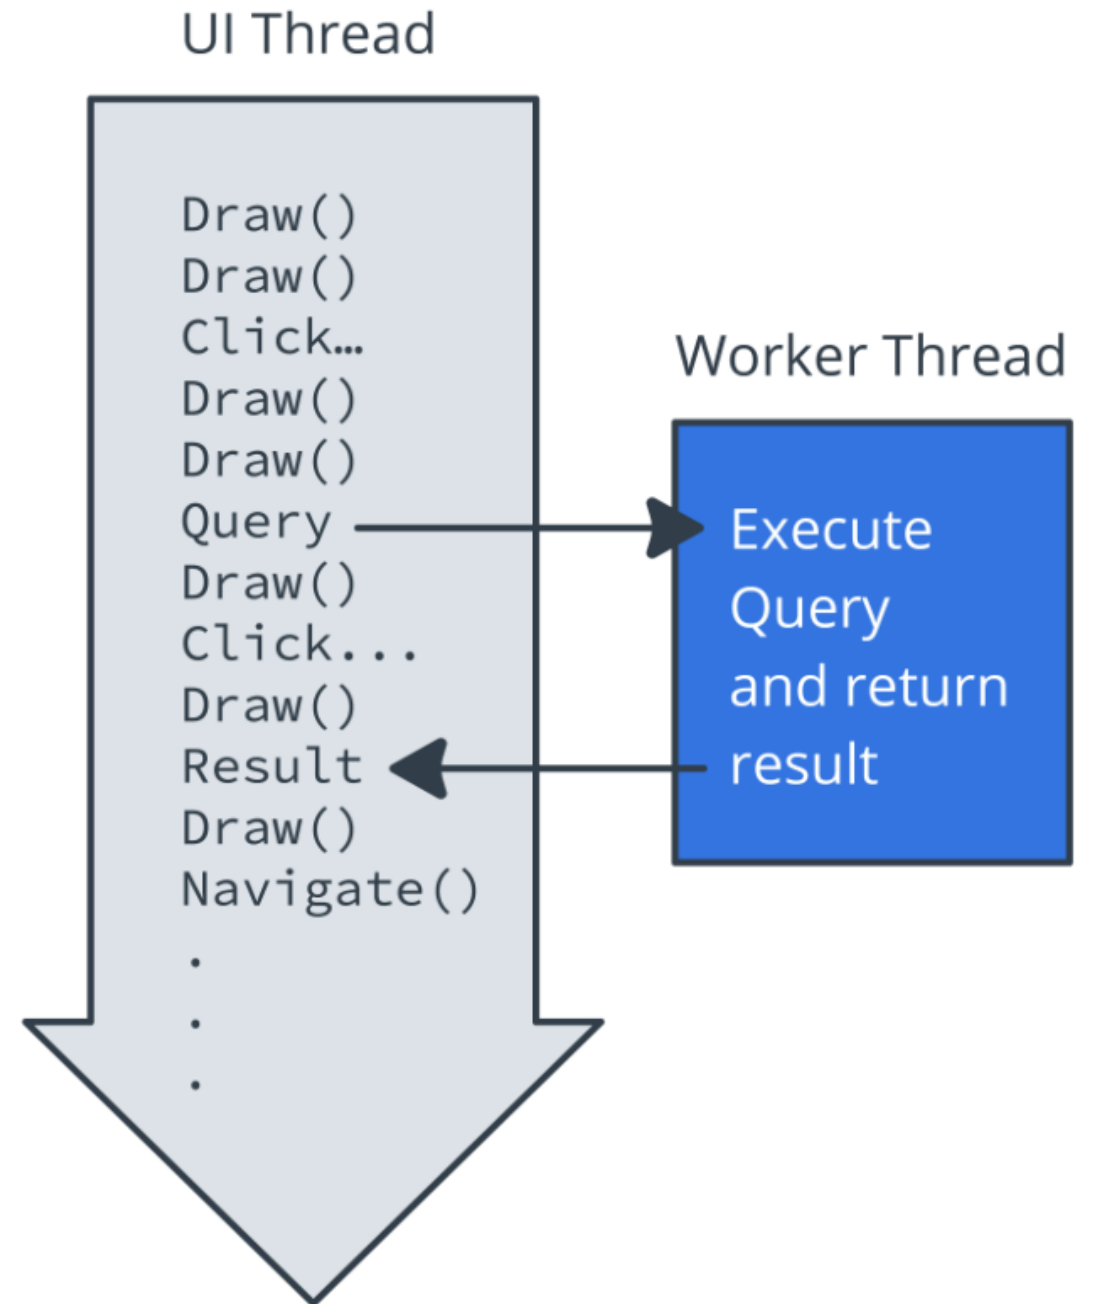 UI Thread
Draw()
Draw()
Click…
Draw()
Draw()
Query
Draw()
Click...
Draw()
Result
Draw()
Navigate()
.
.
.
Worker Thread
Execute
Query
and return
result